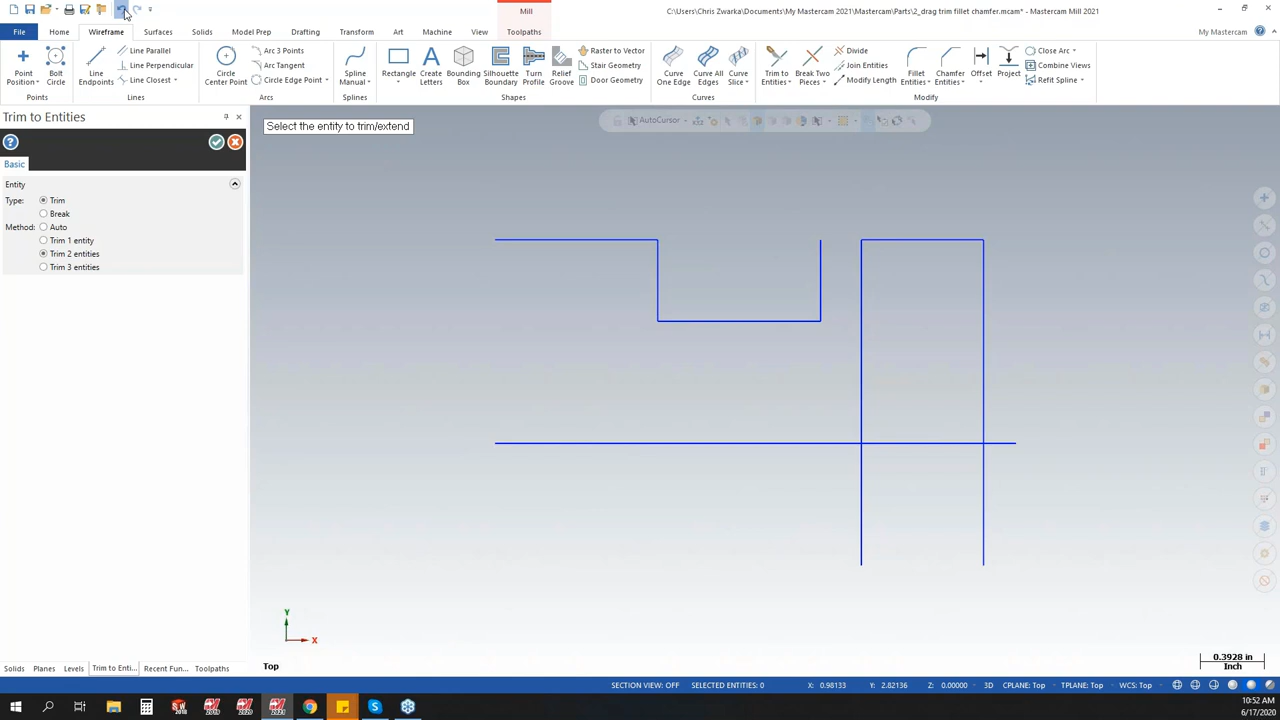 Mill
C:\Users\Chris Zwarka\Documents\My Mastercam 2021\Mastercam\Parts\2_drag trim fillet chamfer.mcam* - Mastercam Mill 2021
File Home Wireframe Surfaces Solids Model Prep Drafting Transform Art Machine View Toolpaths My Mastercam
Point Position
Bolt Circle
Points
Line Endpoints
Line Parallel
Line Perpendicular
Line Closest
Lines
Circle Center Point
Arc 3 Points
Arc Tangent
Circle Edge Point
Arcs
Spline Manual
Splines
Rectangle
Create Letters
Bounding Box
Silhouette Boundary
Turn Profile
Relief Groove
Raster to Vector
Stair Geometry
Door Geometry
Shapes
Curve One Edge
Curve All Edges
Curve Slice
Curves
Trim to Entities
Break Two Pieces
Divide
Join Entities
Modify Length
Fillet Entities
Chamfer Entities
Offset
Project
Close Arc
Combine Views
Refit Spline
Modify
Trim to Entities
Basic
Entity
Type: Trim
Break
Method: Auto
Trim 1 entity
Trim 2 entities
Trim 3 entities
Select the entity to trim/extend
AutoCursor
Y
X
Top
0.3928 in
Inch
Solids Planes Levels Trim to Enti... Recent Fun... Toolpaths
SECTION VIEW: OFF SELECTED ENTITIES: 0 X: 0.98133 Y: 2.82136 Z: 0.00000 3D CPLANE: Top TPLANE: Top WCS: Top
10:52 AM
6/17/2020